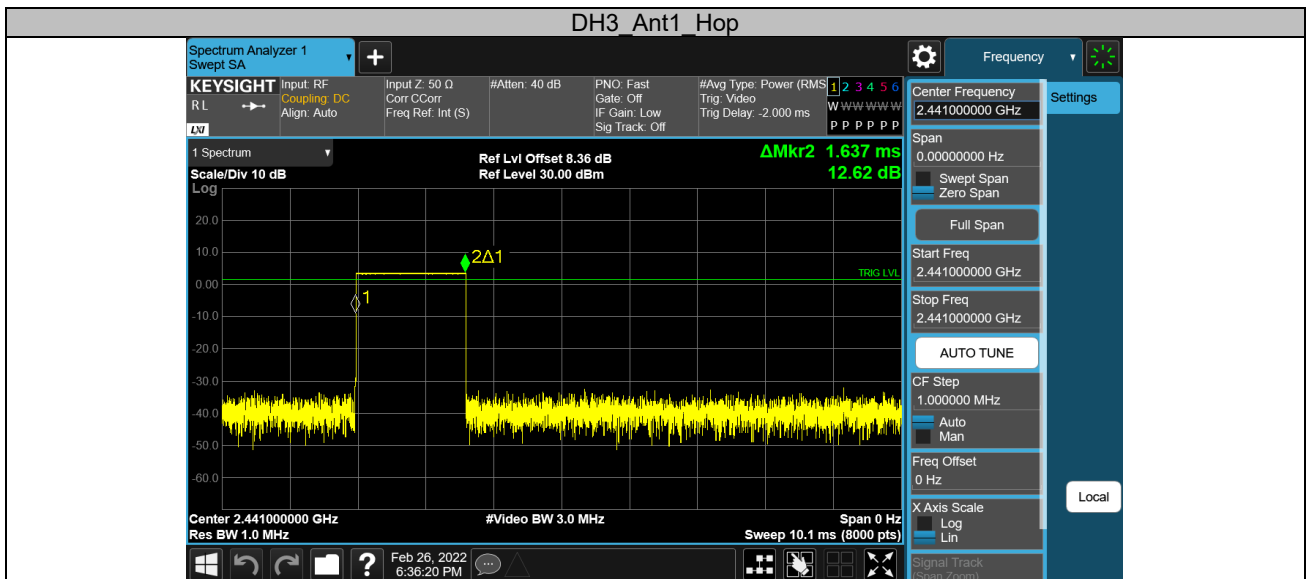 DH3_Ant1_Hop
Spectrum Analyzer 1
Swept SA
Frequency
KEYSIGHT
R L
LXI
Input: RF
Coupling: DC
Align: Auto
Input Z: 50 Ω
Corr CCorr
Freq Ref: Int (S)
#Atten: 40 dB
PNO: Fast
Gate: Off
IF Gain: Low
Sig Track: Off
#Avg Type: Power (RMS
Trig: Video
Trig Delay: -2.000 ms
1 2 3 4 5 6
W W W W W W
P P P P P P
1 Spectrum
Scale/Div 10 dB
Ref Lvl Offset 8.36 dB
Ref Level 30.00 dBm
ΔMkr2 1.637 ms
12.62 dB
Log
20.0
10.0
0.00
-10.0
-20.0
-30.0
-40.0
-50.0
-60.0
2Δ1
1
TRIG LVL
Center 2.441000000 GHz
#Video BW 3.0 MHz
Span 0 Hz
Res BW 1.0 MHz
Sweep 10.1 ms (8000 pts)
?
Feb 26, 2022
6:36:20 PM
Center Frequency
2.441000000 GHz
Span
0.00000000 Hz
Swept Span
Zero Span
Full Span
Start Freq
2.441000000 GHz
Stop Freq
2.441000000 GHz
AUTO TUNE
CF Step
1.000000 MHz
Auto
Man
Freq Offset
0 Hz
X Axis Scale
Log
Lin
Signal Track
(Span Zoom)
Settings
Local